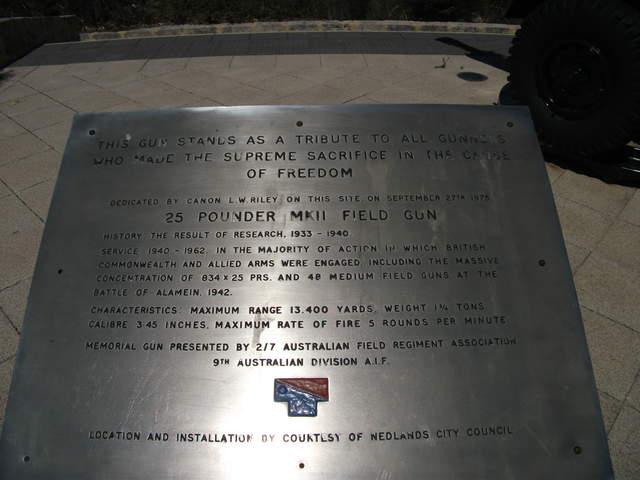 THIS GUN STANDS AS A TRIBUTE TO ALL GUNNERS
WHO MADE THE SUPREME SACRIFICE IN THE CAUSE
OF FREEDOM
DEDICATED BY CANON L.W. RILEY ON THIS SITE ON SEPTEMBER 27TH 1975.
25 POUNDER MKII FIELD GUN
HISTORY: THE RESULT OF RESEARCH, 1933 - 1940.
SERVICE 1940 - 1962. IN THE MAJORITY OF ACTION IN WHICH BRITISH
COMMONWEALTH AND ALLIED ARMS WERE ENGAGED, INCLUDING THE MASSIVE
CONCENTRATION OF 834 X 25 PRS. AND 48 MEDIUM FIELD GUNS AT THE
BATTLE OF ALAMEIN, 1942.
CHARACTERISTICS: MAXIMUM RANGE 13,400 YARDS, WEIGHT 1¾ TONS
CALIBRE 3·45 INCHES, MAXIMUM RATE OF FIRE 5 ROUNDS PER MINUTE
MEMORIAL GUN PRESENTED BY 2/7 AUSTRALIAN FIELD REGIMENT ASSOCIATION
9TH AUSTRALIAN DIVISION A.I.F.
LOCATION AND INSTALLATION BY COURTESY OF NEDLANDS CITY COUNCIL